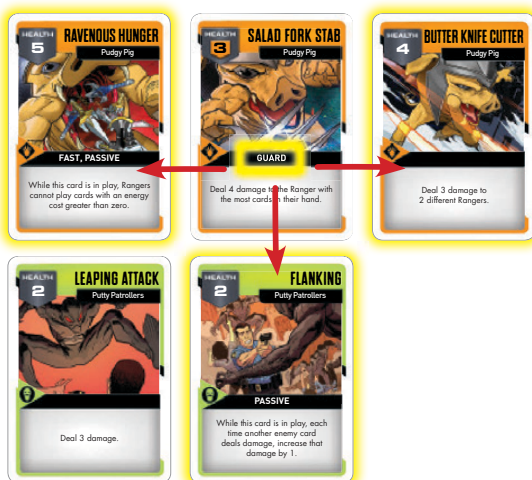 HEALTH
5
RAVENOUS HUNGER
Pudgy Pig
FAST, PASSIVE
While this card is in play, Rangers
cannot play cards with an energy
cost greater than zero.
HEALTH
3
SALAD FORK STAB
Pudgy Pig
GUARD
Deal 4 damage to the Ranger with
the most cards in their hand.
HEALTH
4
BUTTER KNIFE CUTTER
Pudgy Pig
Deal 3 damage to
2 different Rangers.
HEALTH
2
LEAPING ATTACK
Putty Patrollers
Deal 3 damage.
HEALTH
2
FLANKING
Putty Patrollers
PASSIVE
While this card is in play, each
time another enemy card
deals damage, increase that
damage by 1.